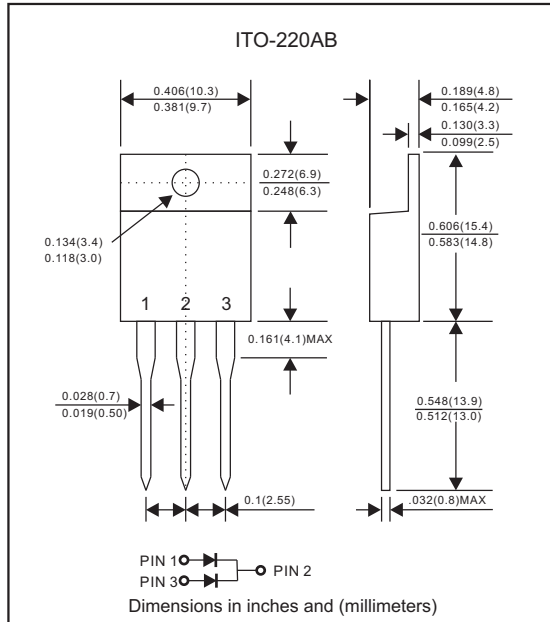 ITO-220AB
0.406(10.3)
0.381(9.7)
0.189(4.8)
0.165(4.2)
0.130(3.3)
0.099(2.5)
0.272(6.9)
0.248(6.3)
0.134(3.4)
0.118(3.0)
0.606(15.4)
0.583(14.8)
1 2 3
0.161(4.1)MAX
0.028(0.7)
0.019(0.50)
0.548(13.9)
0.512(13.0)
0.1(2.55)
.032(0.8)MAX
PIN 1
PIN 3
PIN 2
Dimensions in inches and (millimeters)